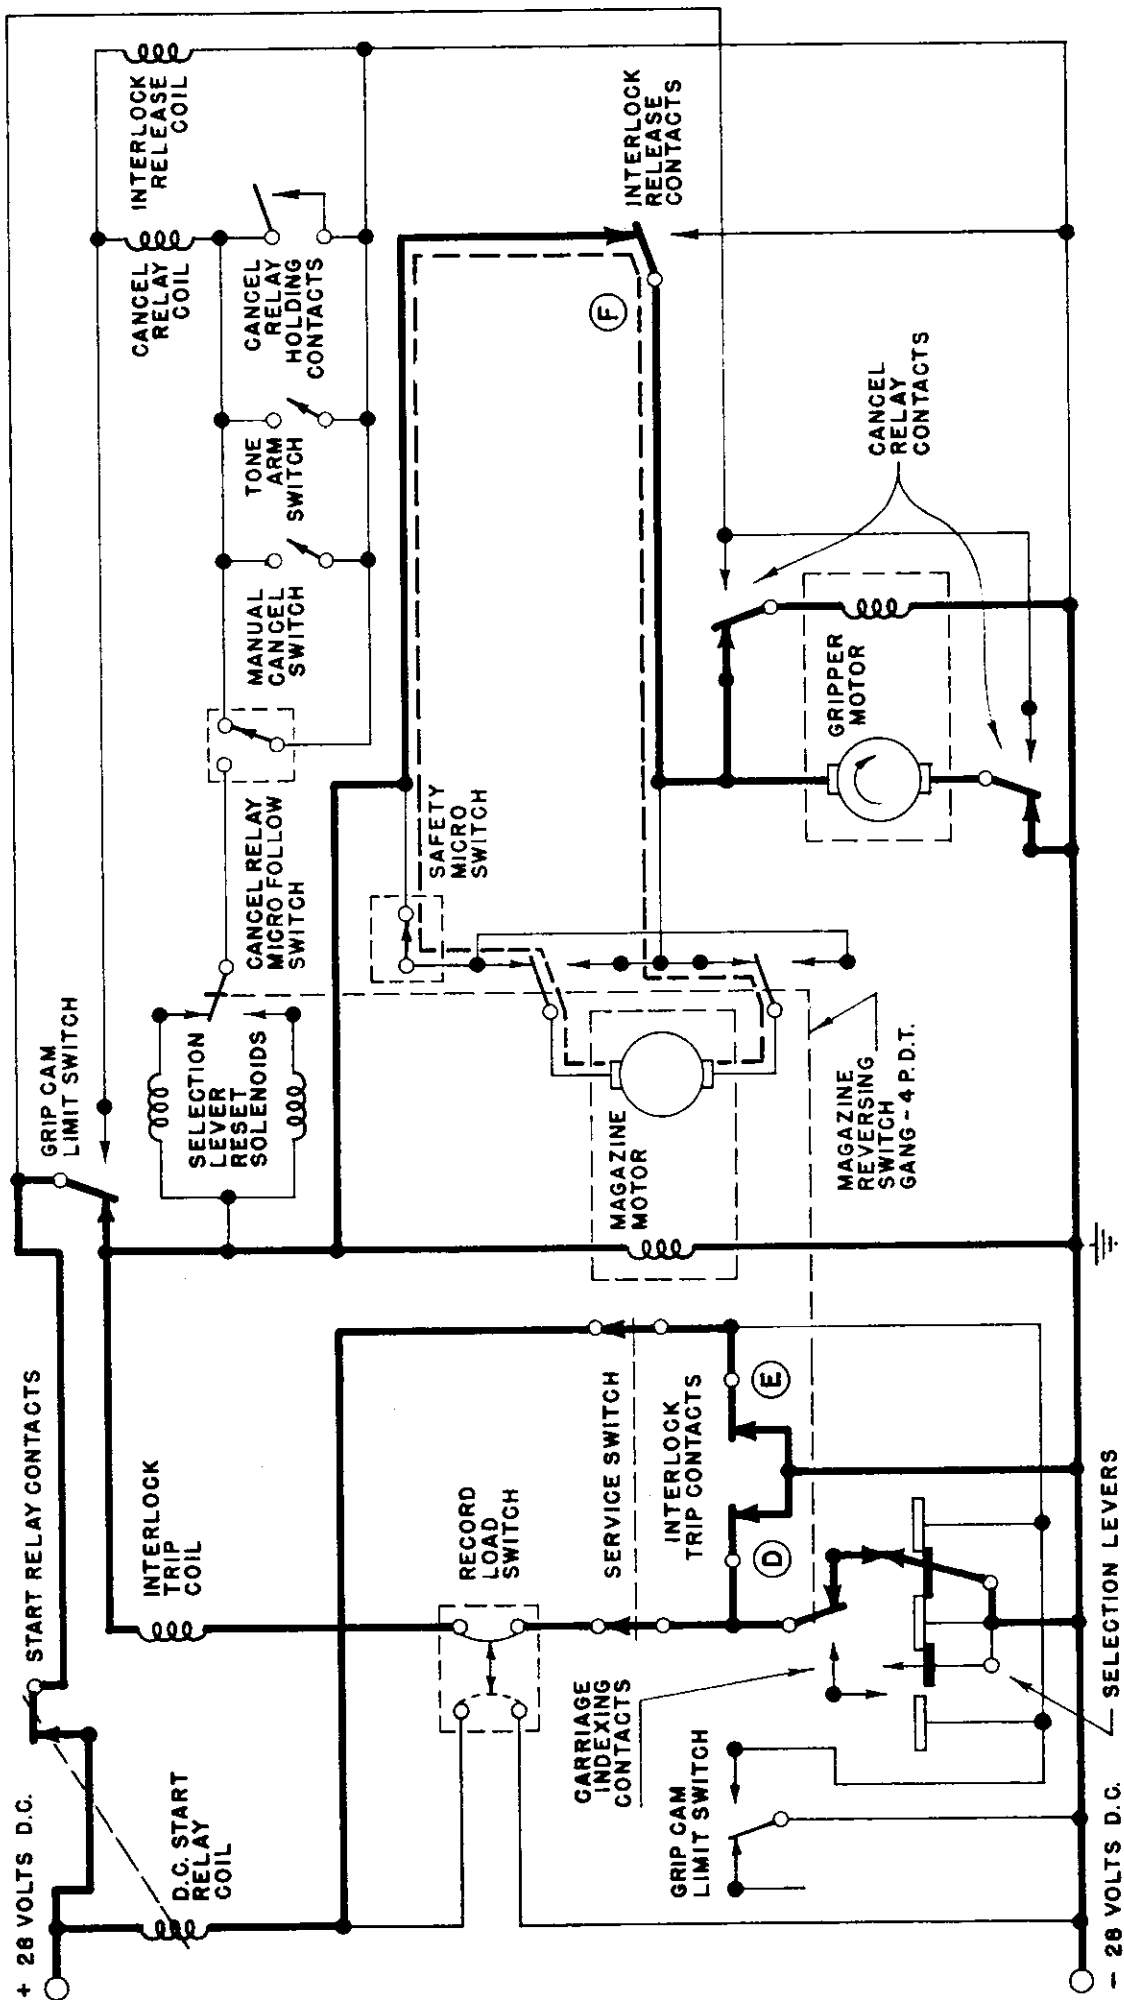 + 28 VOLTS D.C.
START RELAY CONTACTS
D.C. START
RELAY
COIL
INTERLOCK
TRIP
COIL
GRIP CAM
LIMIT SWITCH
SELECTION
LEVER
RESET
SOLENOIDS
CANCEL RELAY
MICRO FOLLOW
SWITCH
MANUAL
CANCEL
SWITCH
TONE
ARM
SWITCH
CANCEL
RELAY
HOLDING
CONTACTS
CANCEL
RELAY
COIL
INTERLOCK
RELEASE
COIL
RECORD
LOAD
SWITCH
SERVICE SWITCH
INTERLOCK
TRIP CONTACTS
D
E
MAGAZINE
MOTOR
SAFETY
MICRO
SWITCH
F
INTERLOCK
RELEASE
CONTACTS
CARRIAGE
INDEXING
CONTACTS
GRIP CAM
LIMIT SWITCH
MAGAZINE
REVERSING
SWITCH
GANG-4 P.D.T.
GRIPPER
MOTOR
CANCEL
RELAY
CONTACTS
SELECTION LEVERS
- 28 VOLTS D.C.